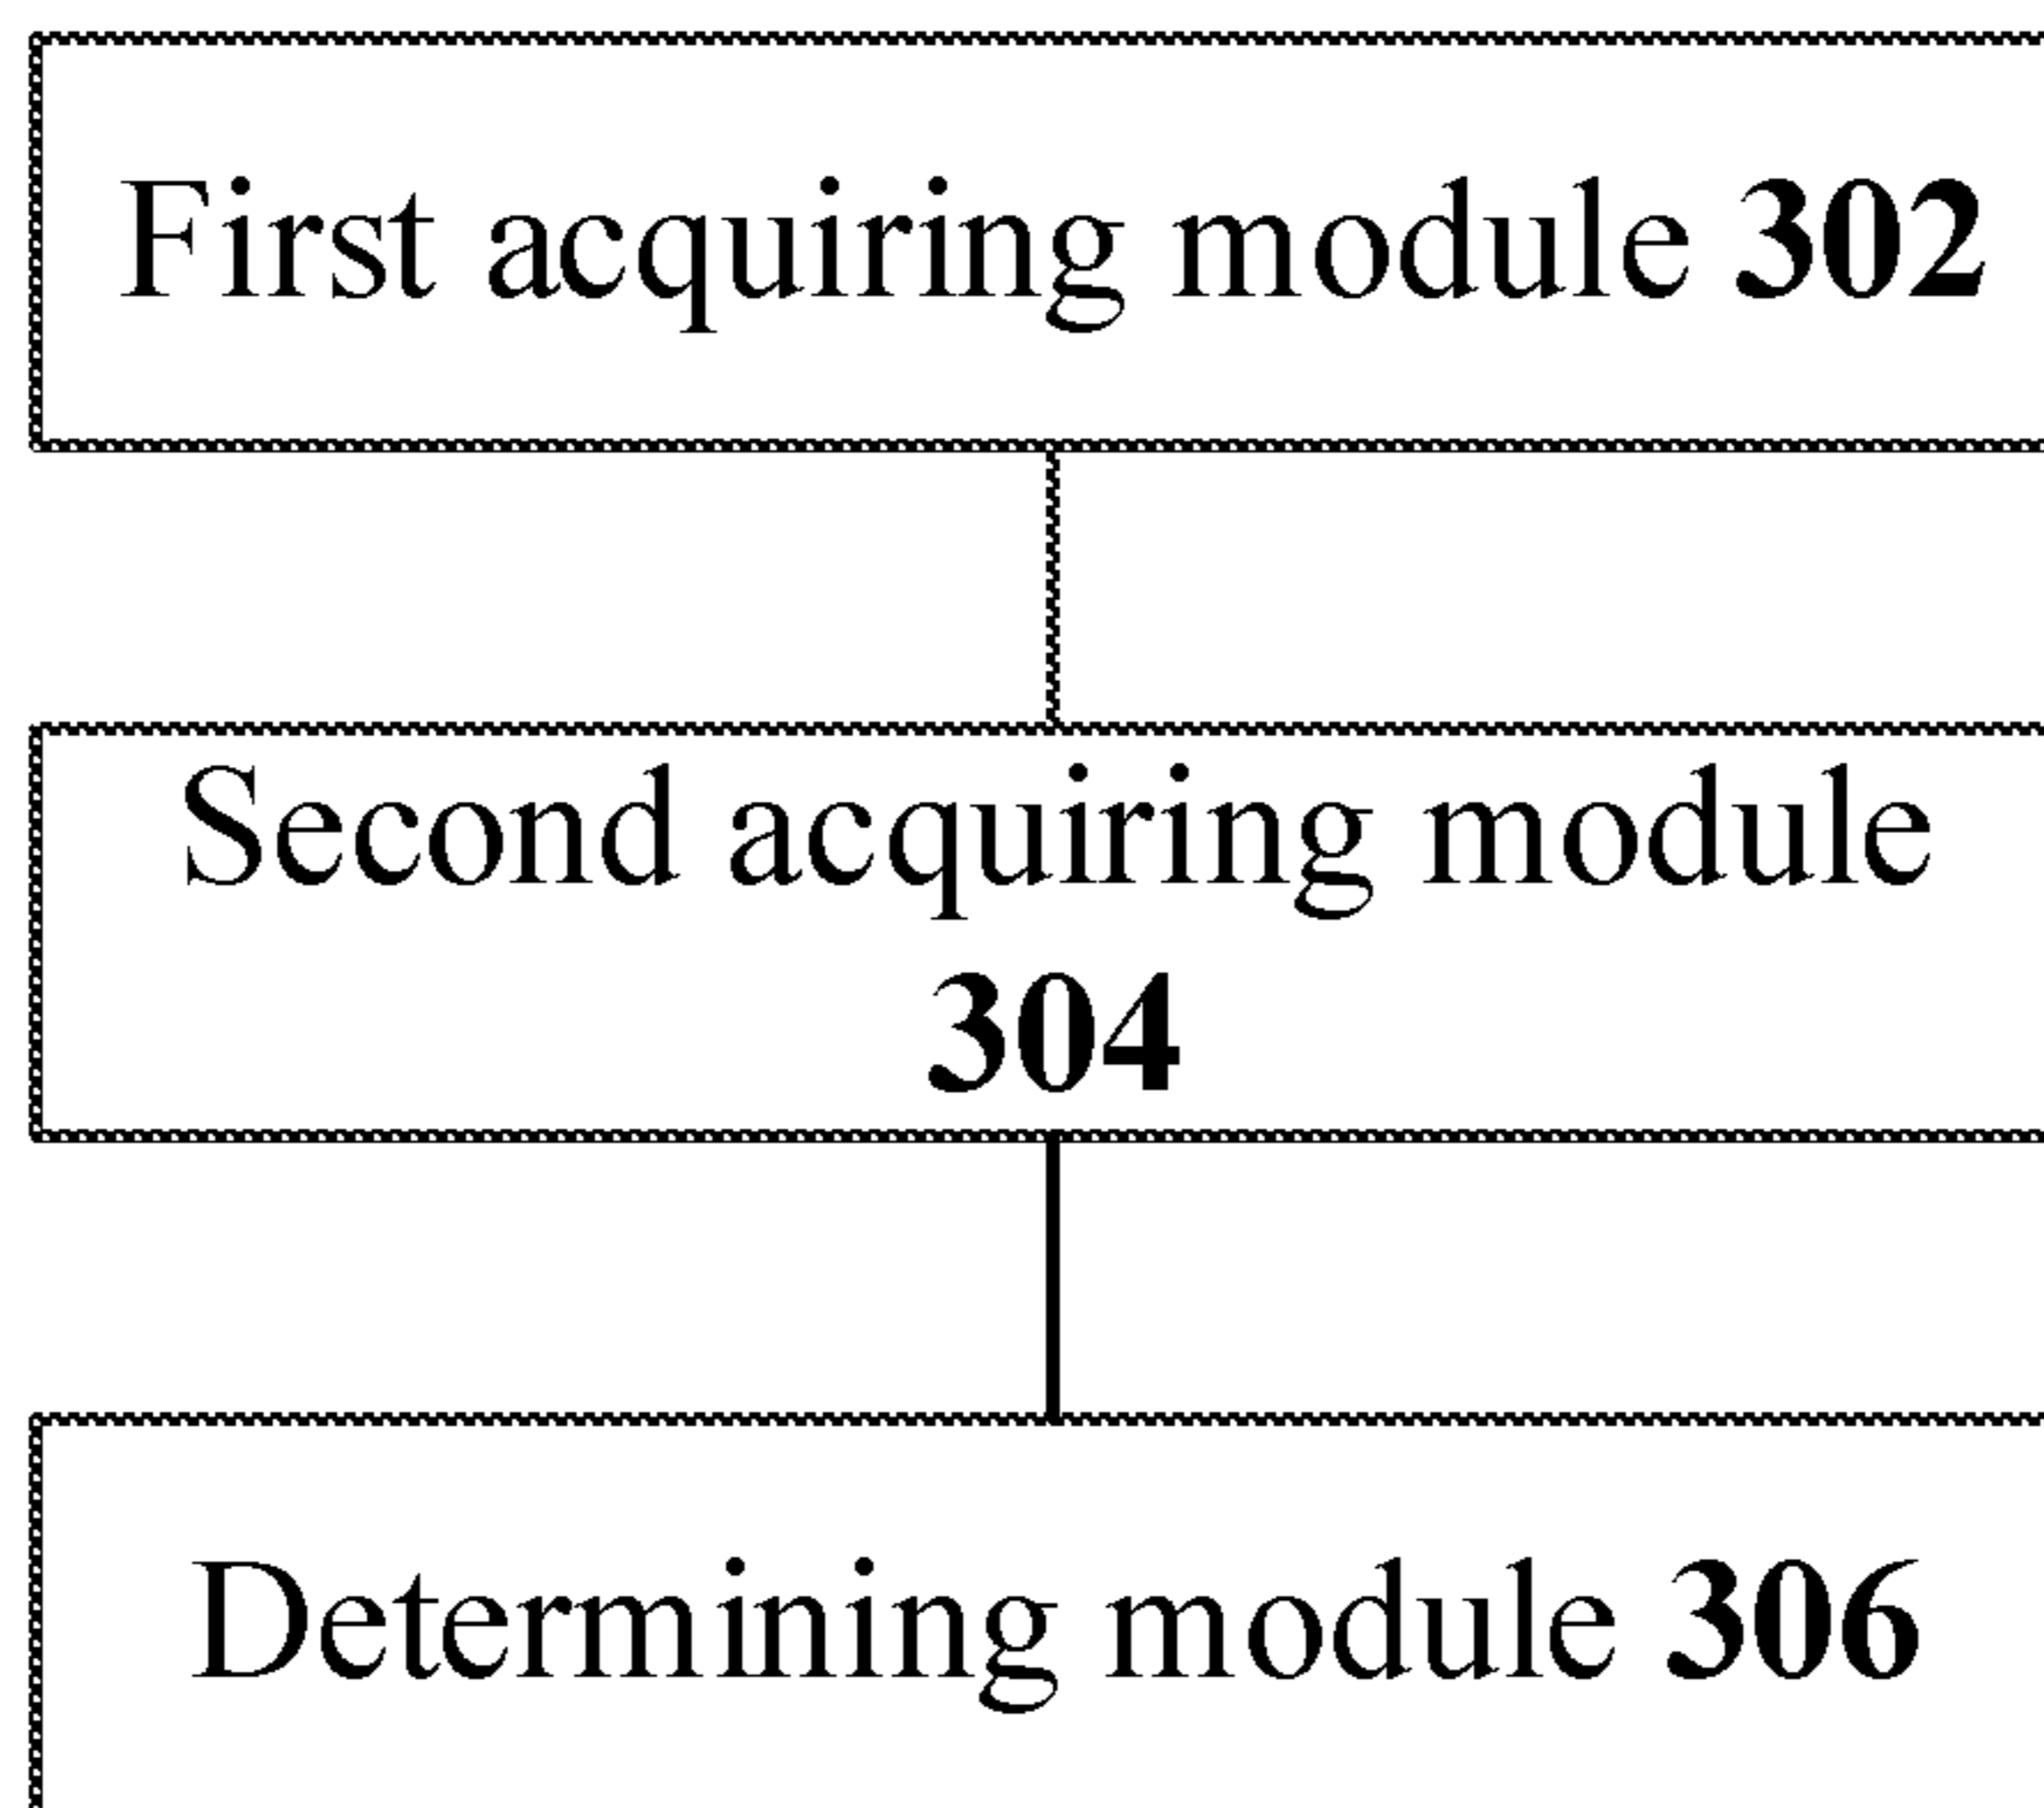 First acquiring module 302
Second acquiring module
304
Determining module 306